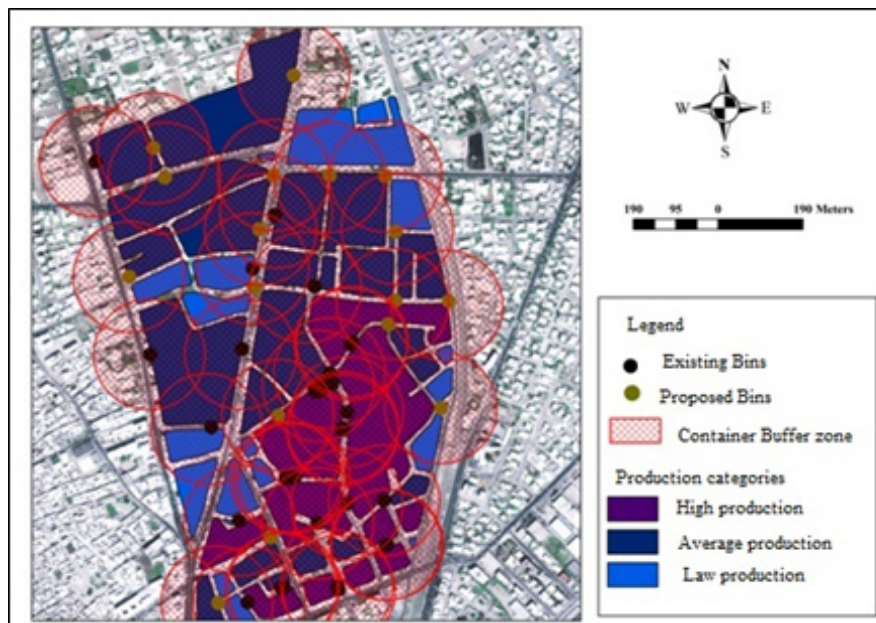 N
W E
S
190 95 0 190 Meters
Legend
Existing Bins
Proposed Bins
Container Buffer zone
Production categories
High production
Average production
Law production